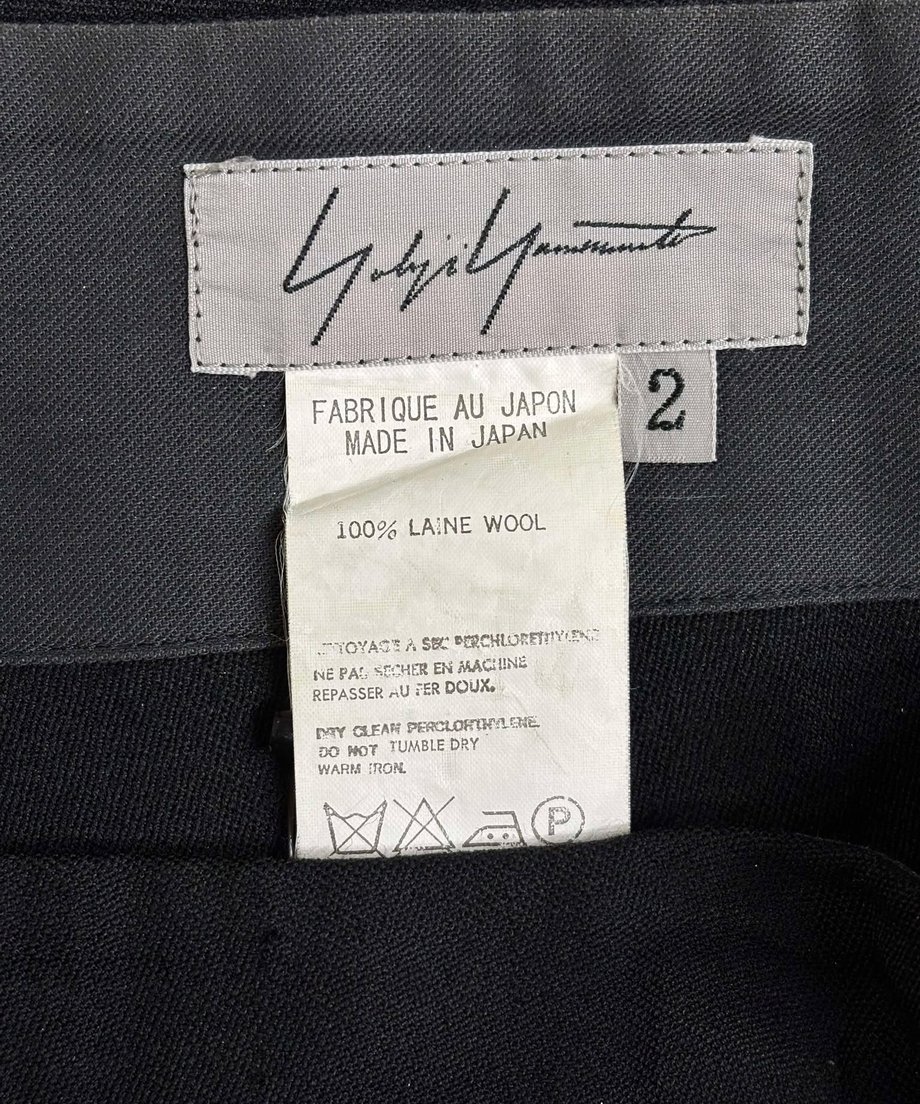 Yohji Yamamoto
2
FABRIQUE AU JAPON
MADE IN JAPAN
100% LAINE WOOL
A SEC PERCHLORETHYLENE
NE PAS SECHER EN MACHINE
REPASSER AU FER DOUX.
DRY CLEAN PERCLORTHYLENE.
DO NOT TUMBLE DRY
WARM IRON.
P